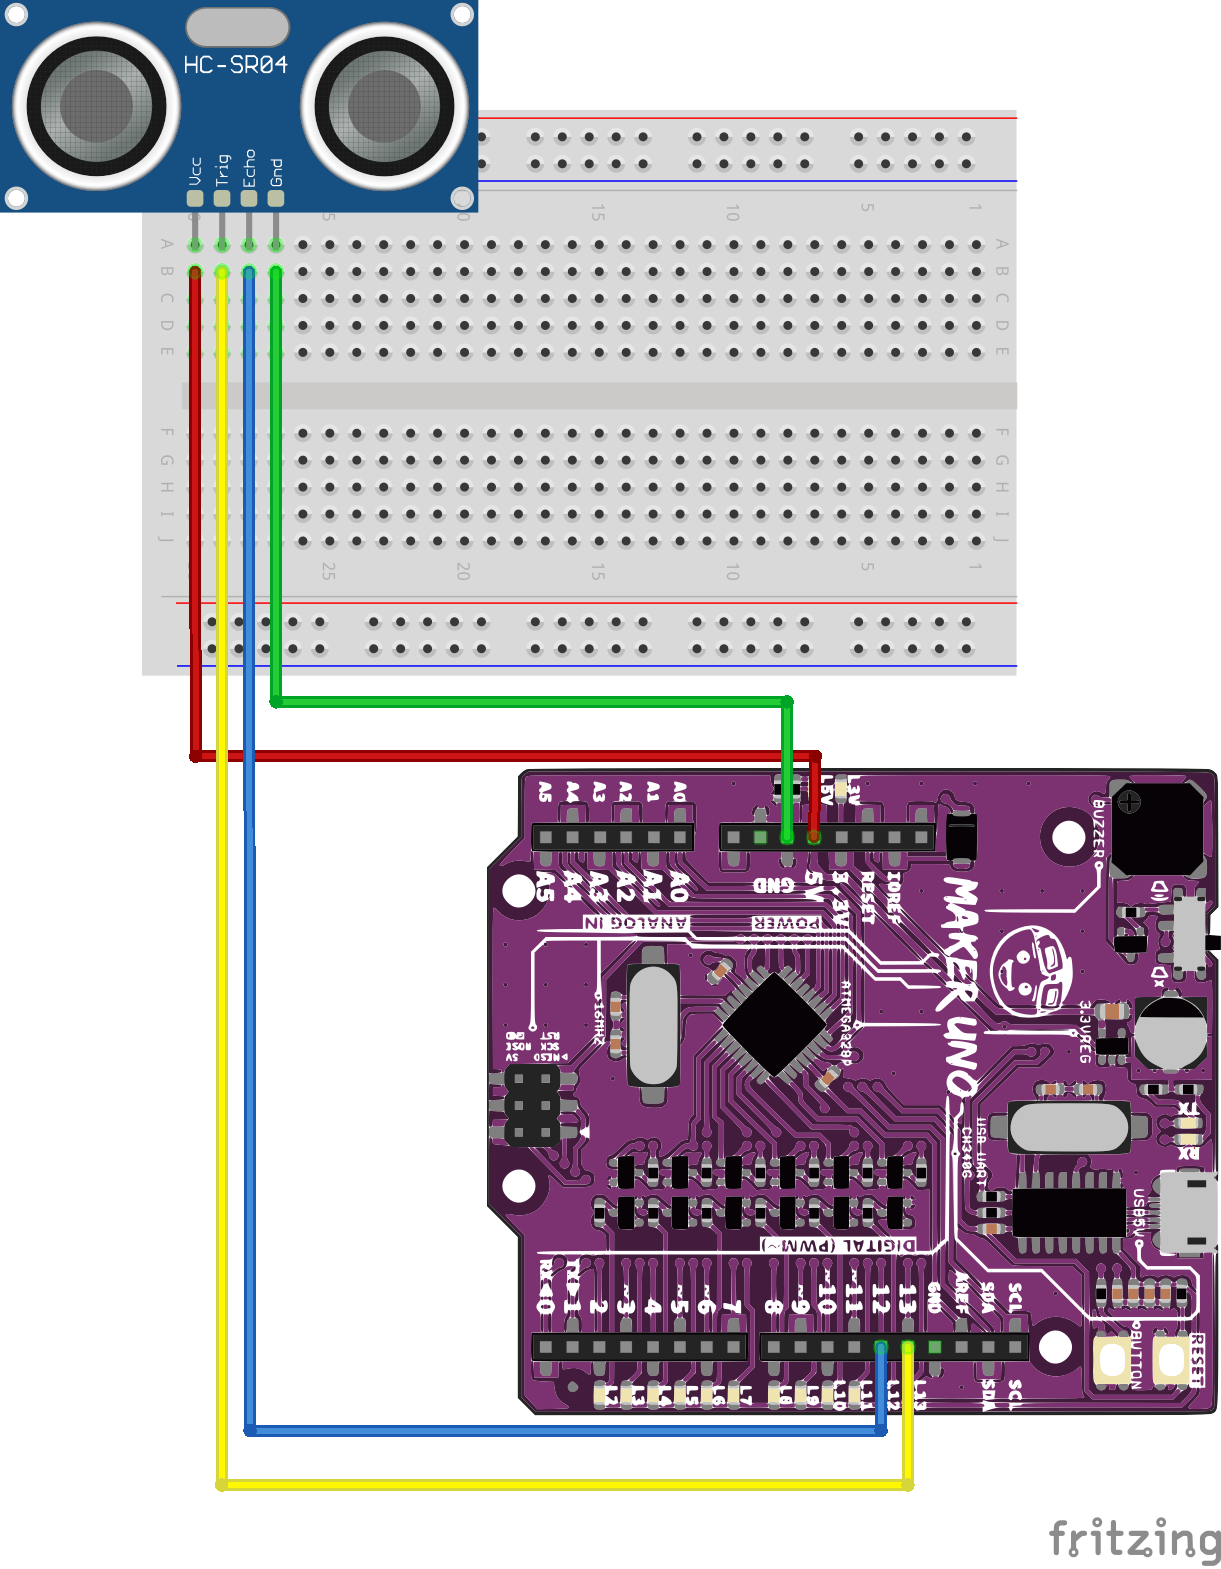 HC-SR04
Vcc
Trig
Echo
Gnd
20
15
10
5
1
A
A
B
B
C
C
D
D
E
E
F
F
G
G
H
H
I
I
J
J
25
20
15
10
5
1
A5
A4
A3
A2
A1
A0
L5V
L3V
BUZZER
A5
A4
A3
A2
A1
A0
GND
5V
3.3V
RESET
IOREF
ANALOG IN
POWER
MAKER UNO
16MHZ
ATMEGA328P
3.3VREG
RST
SCK
5V
USB UART
CH340G
TX
RX
USB5V
DIGITAL (PWM~)
RX<0
TX>1
2
~3
4
~5
~6
7
8
~9
~10
~11
12
13
GND
AREF
SDA
SCL
L2
L3
L4
L5
L6
L7
L8
L9
L10
L11
L12
L13
SDA
SCL
BUTTON
RESET
fritzing